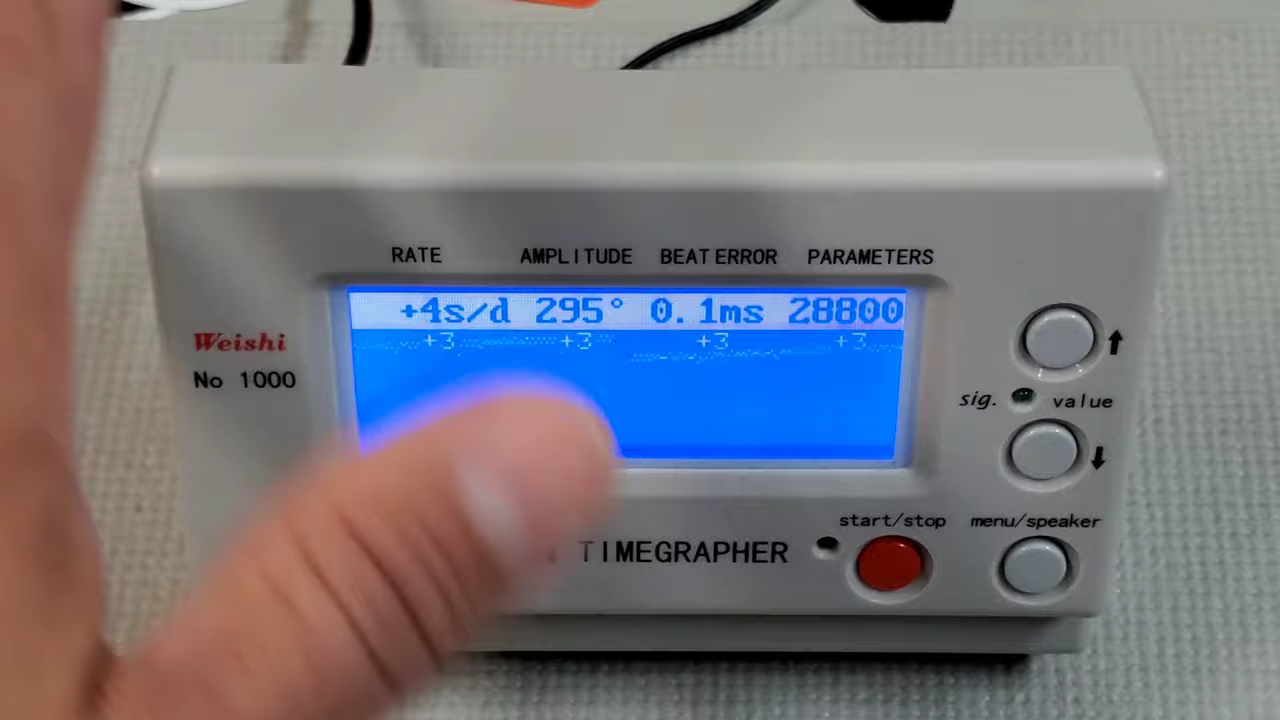 RATE AMPLITUDE BEAT ERROR PARAMETERS
+4s/d 295° 0.1ms 28800
+3 +3 +3 +3
Weishi
No 1000
sig. value
start/stop menu/speaker
TIMEGRAPHER